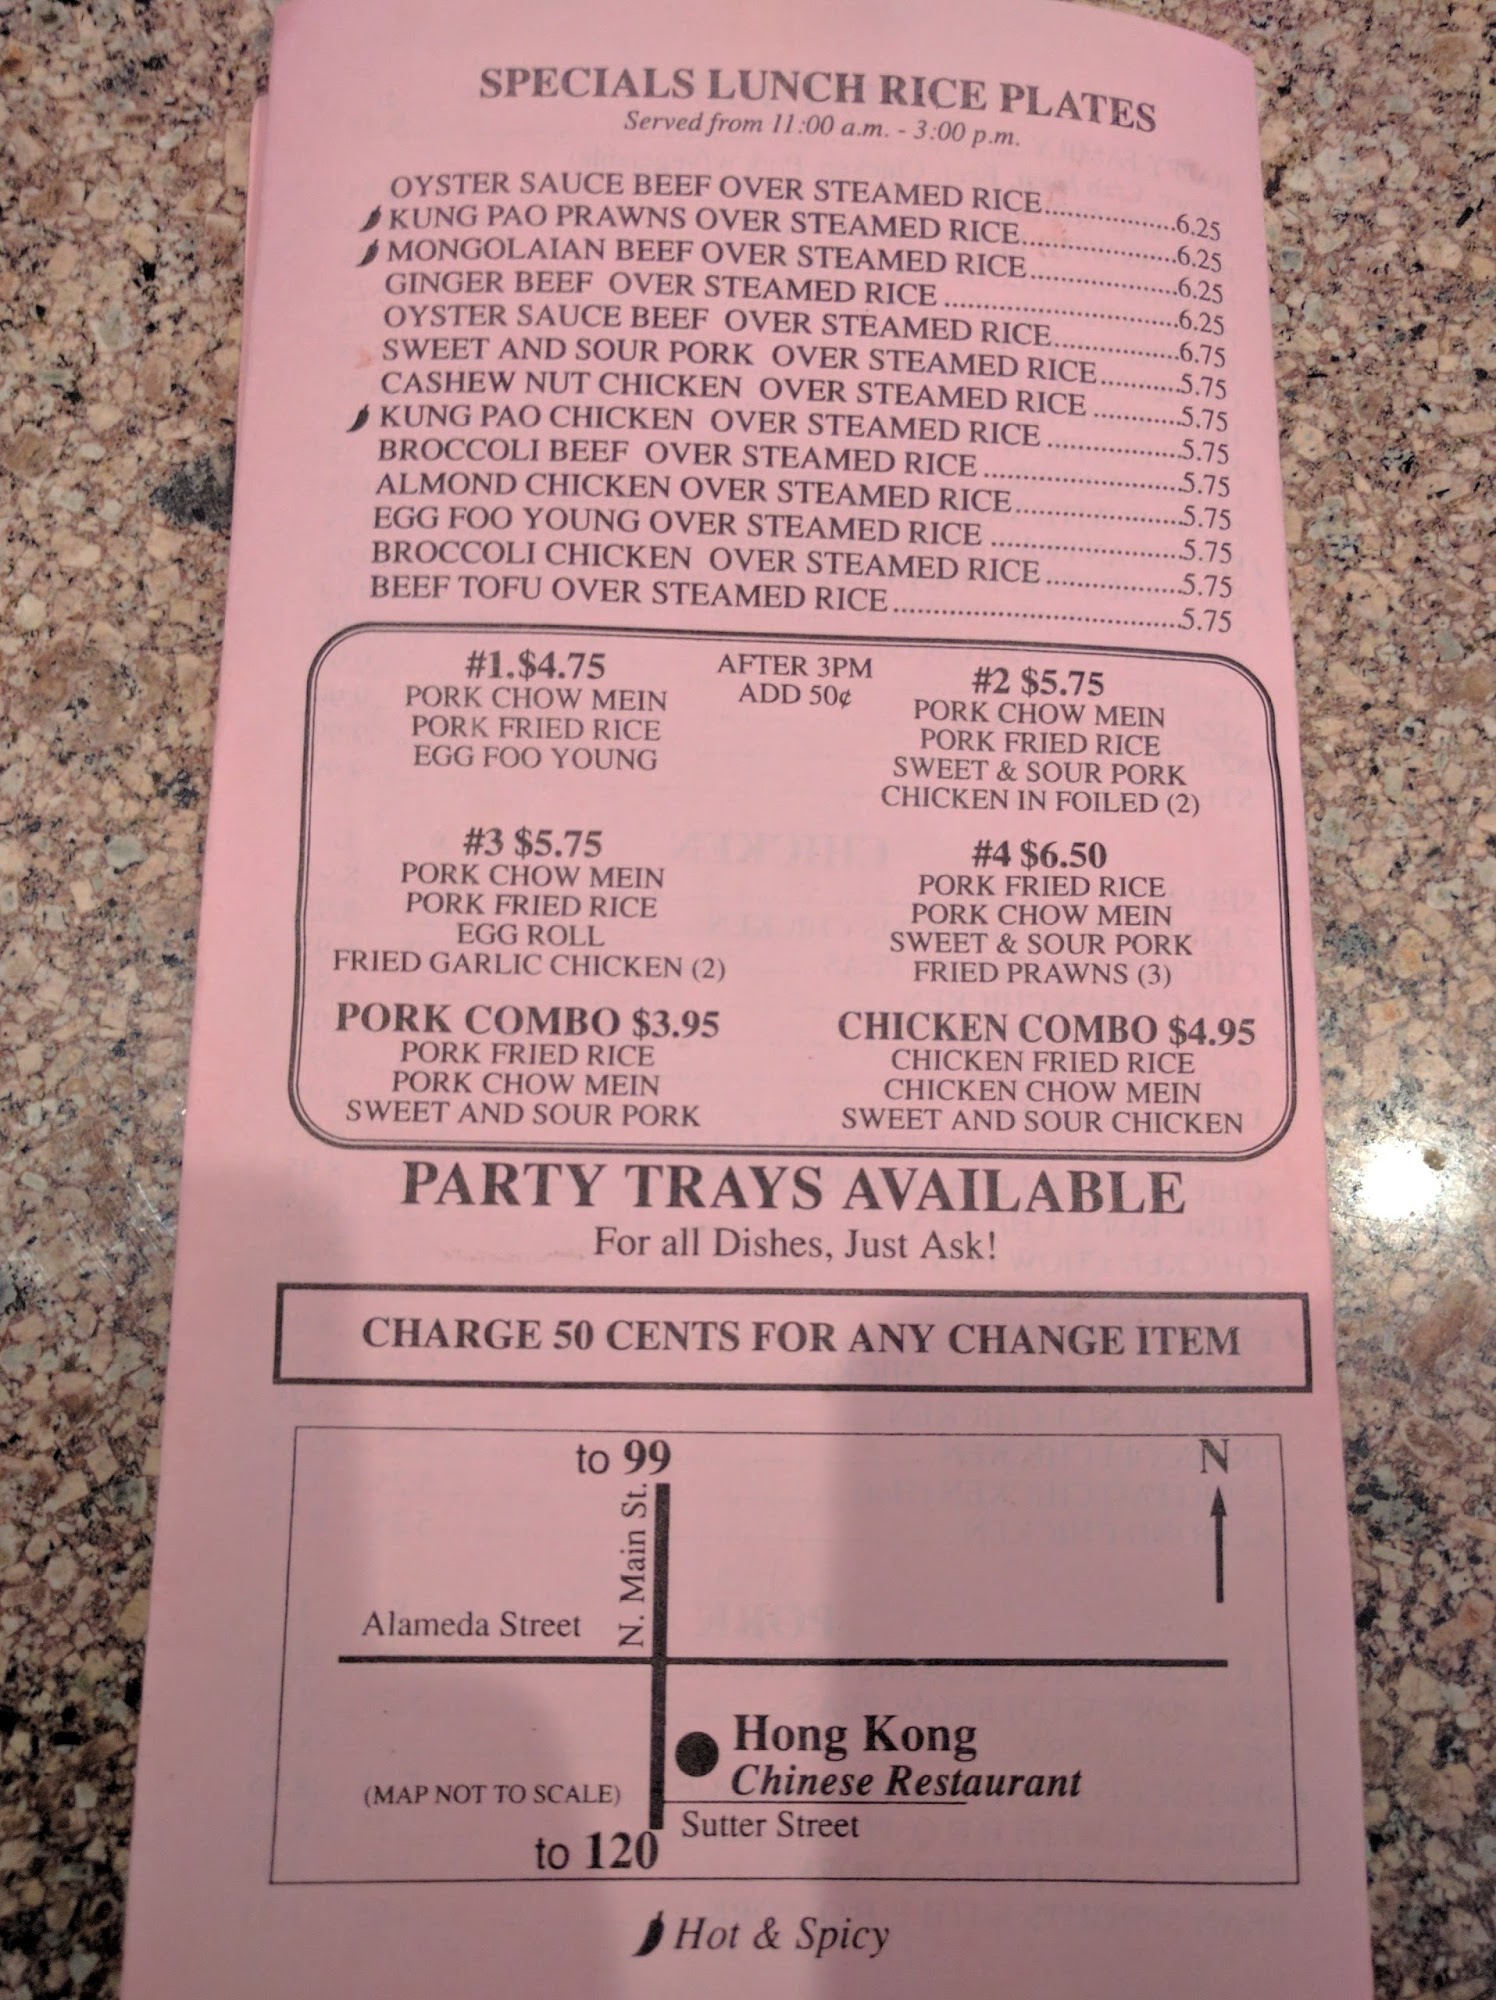 SPECIALS LUNCH RICE PLATES
Served from 11:00 a.m. - 3:00 p.m.
OYSTER SAUCE BEEF OVER STEAMED RICE..............6.25
KUNG PAO PRAWNS OVER STEAMED RICE..............6.25
MONGOLAIAN BEEF OVER STEAMED RICE..............6.25
GINGER BEEF OVER STEAMED RICE..............6.25
OYSTER SAUCE BEEF OVER STEAMED RICE..............6.75
SWEET AND SOUR PORK OVER STEAMED RICE..............5.75
CASHEW NUT CHICKEN OVER STEAMED RICE..............5.75
KUNG PAO CHICKEN OVER STEAMED RICE..............5.75
BROCCOLI BEEF OVER STEAMED RICE..............5.75
ALMOND CHICKEN OVER STEAMED RICE..............5.75
EGG FOO YOUNG OVER STEAMED RICE..............5.75
BROCCOLI CHICKEN OVER STEAMED RICE..............5.75
BEEF TOFU OVER STEAMED RICE..............5.75
#1.$4.75
PORK CHOW MEIN
PORK FRIED RICE
EGG FOO YOUNG
AFTER 3PM
ADD 50¢
#2 $5.75
PORK CHOW MEIN
PORK FRIED RICE
SWEET & SOUR PORK
CHICKEN IN FOILED (2)
#3 $5.75
PORK CHOW MEIN
PORK FRIED RICE
EGG ROLL
FRIED GARLIC CHICKEN (2)
#4 $6.50
PORK FRIED RICE
PORK CHOW MEIN
SWEET & SOUR PORK
FRIED PRAWNS (3)
PORK COMBO $3.95
PORK FRIED RICE
PORK CHOW MEIN
SWEET AND SOUR PORK
CHICKEN COMBO $4.95
CHICKEN FRIED RICE
CHICKEN CHOW MEIN
SWEET AND SOUR CHICKEN
PARTY TRAYS AVAILABLE
For all Dishes, Just Ask!
CHARGE 50 CENTS FOR ANY CHANGE ITEM
to 99
N
N. Main St.
Alameda Street
Hong Kong
Chinese Restaurant
(MAP NOT TO SCALE)
Sutter Street
to 120
Hot & Spicy